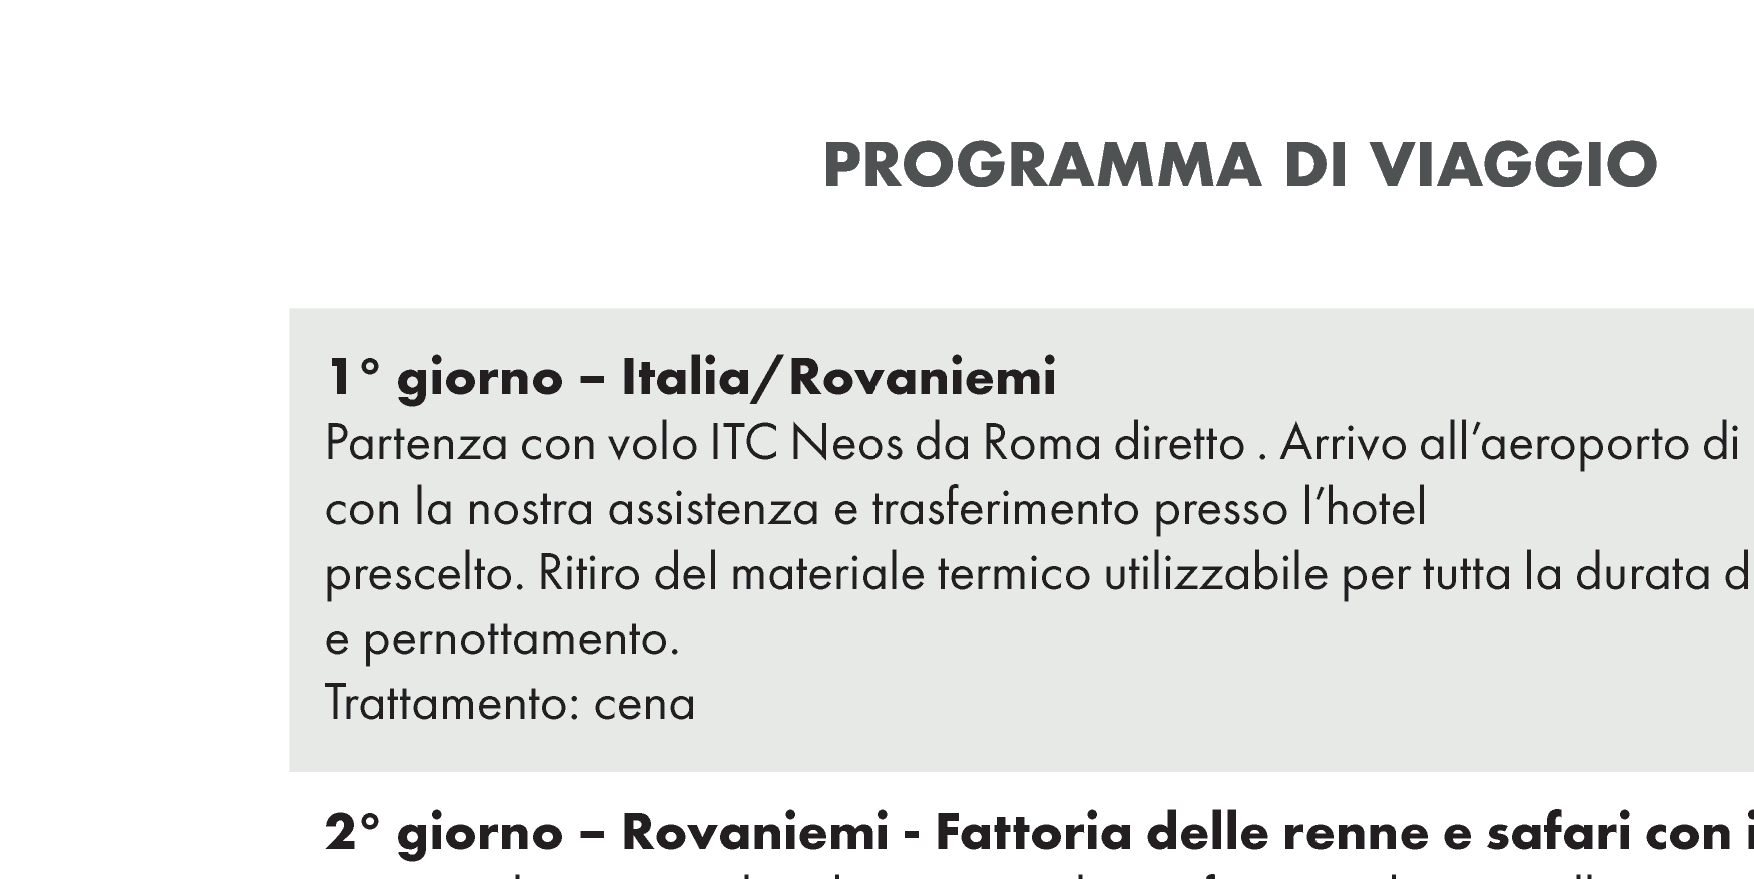 PROGRAMMA DI VIAGGIO
1° giorno – Italia/Rovaniemi
Partenza con volo ITC Neos da Roma diretto . Arrivo all’aeroporto di
con la nostra assistenza e trasferimento presso l’hotel
prescelto. Ritiro del materiale termico utilizzabile per tutta la durata
e pernottamento.
Trattamento: cena
2° giorno – Rovaniemi - Fattoria delle renne e safari con